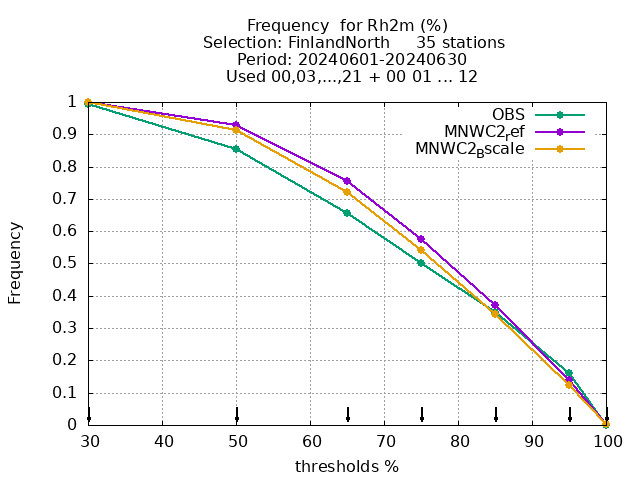 Frequency  for Rh2m (%)
Selection: FinlandNorth     35 stations
Period: 20240601-20240630
Used 00,03,...,21 + 00 01 ... 12
OBS
MNWC2ref
MNWC2Bscale
1
0.9
0.8
0.7
0.6
0.5
0.4
0.3
0.2
0.1
0
Frequency
30 40 50 60 70 80 90 100
thresholds %